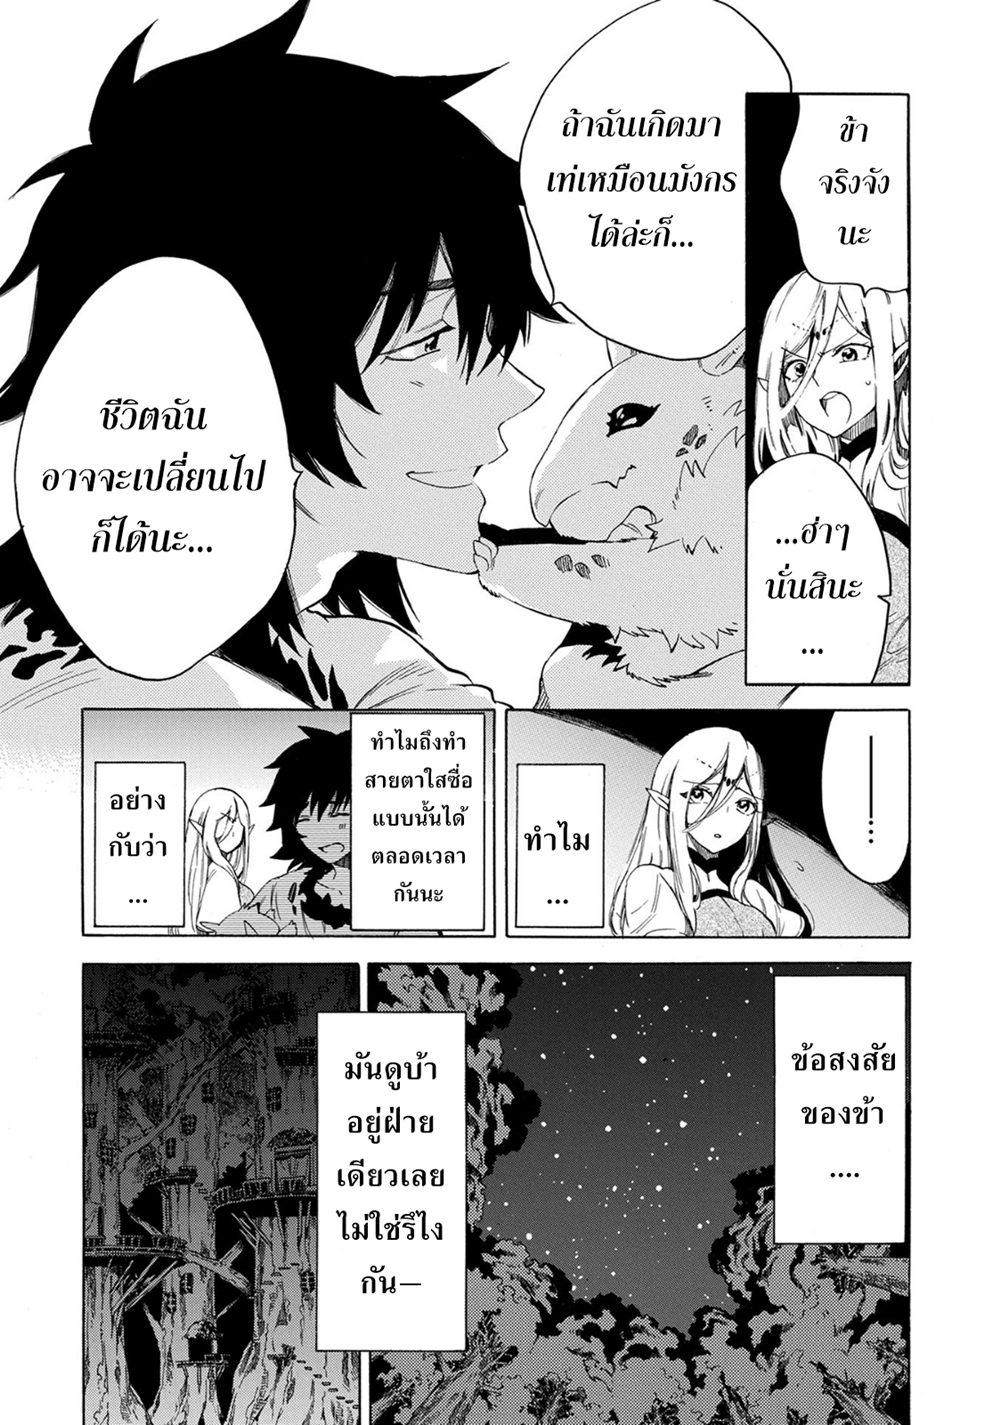 ข้า
จริงจัง
นะ
...ฮ่าๆ
นั่นสินะ
...
ถ้าฉันเกิดมา
เท่เหมือนมังกร
ได้ล่ะก็...
ชีวิตฉัน
อาจจะเปลี่ยนไป
ก็ได้นะ...
ทำไม
...
ทำไมถึงทำ
สายตาใสซื่อ
แบบนั้นได้
ตลอดเวลา
กันนะ
อย่าง
กับว่า
...
ข้อสงสัย
ของข้า
....
มันดูบ้า
อยู่ฝ่าย
เดียวเลย
ไม่ใช่รึไง
กัน—